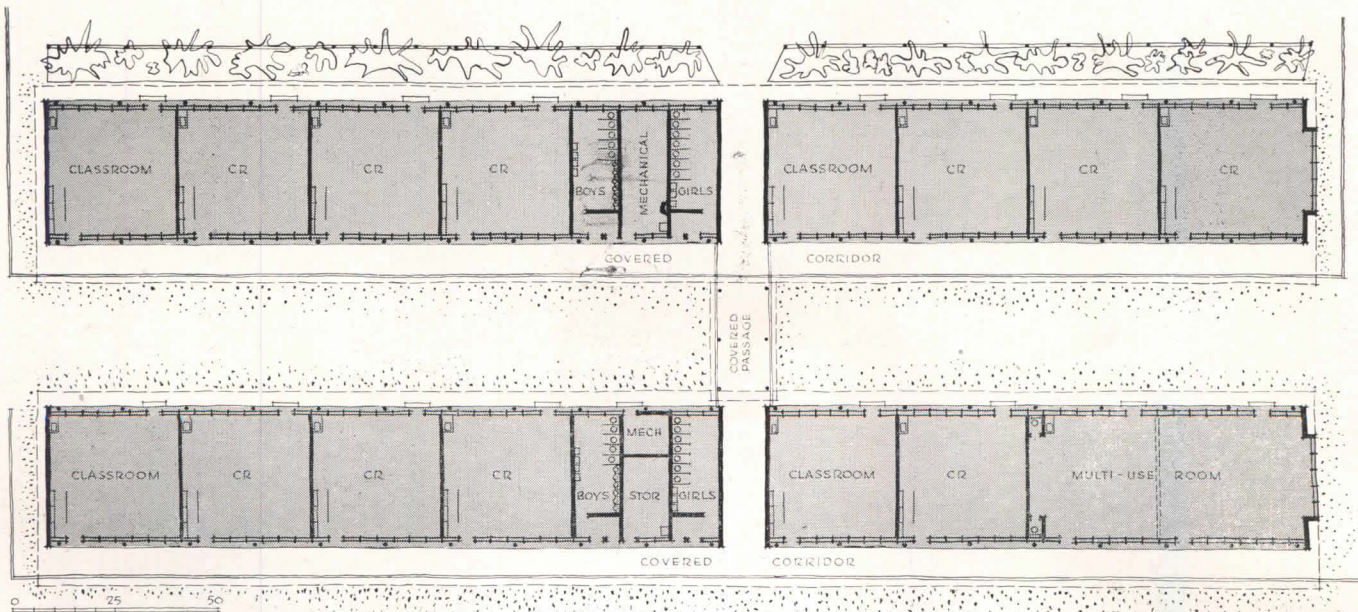 CLASSROOM CR CR CR BOYS MECHANICAL GIRLS CLASSROOM CR CR CR
COVERED CORRIDOR
COVERED
PASSAGE
CLASSROOM CR CR CR BOYS MECH STOR GIRLS CLASSROOM CR MULTI-USE ROOM
COVERED CORRIDOR
0 25 50